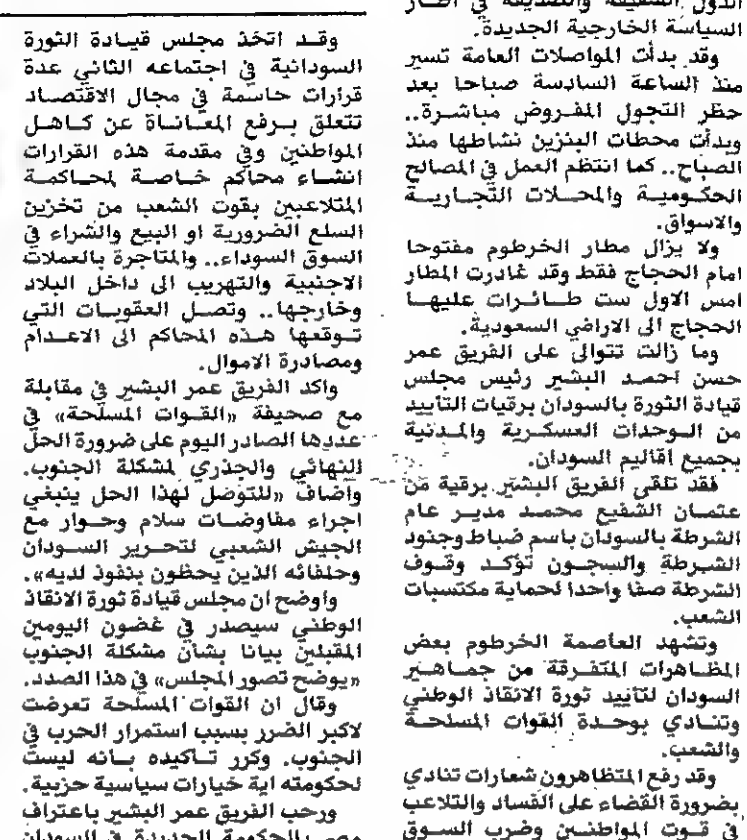 الدول الشقيقة والصديقة في اطار
السياسة الخارجية الجديدة.
وقد بدأت المواصلات العامة تسير
منذ الساعة السادسة صباحا بعد
حظر التجول المفروض مباشرة..
وبدأت محطات البنزين نشاطها منذ
الصباح.. كما انتظم العمل في المصالح
الحكومية والمحلات التجارية
والاسواق.
ولا يزال مطار الخرطوم مفتوحا
امام الحجاج فقط وقد غادرت المطار
امس الاول ست طائرات عليها
الحجاج الى الاراضي السعودية.
وما زالت تتوالى على الفريق عمر
حسن احمد البشير رئيس مجلس
قيادة الثورة بالسودان برقيات التأييد
من الوحدات العسكرية والمدنية
بجميع اقاليم السودان.
فقد تلقى الفريق البشير برقية من
عثمان الشفيع محمد مدير عام
الشرطة بالسودان باسم ضباط وجنود
الشرطة والسجون تؤكد وقوف
الشرطة صفا واحدا لحماية مكتسبات
الشعب.
وتشهد العاصمة الخرطوم بعض
المظاهرات المتفرقة من جماهير
السودان لتأييد ثورة الانقاذ الوطني
وتنادي بوحدة القوات المسلحة
والشعب.
وقد رفع المتظاهرون شعارات تنادي
بضرورة القضاء على الفساد والتلاعب
في قوت المواطنين وضرب السوق
وقد اتخذ مجلس قيادة الثورة
السودانية في اجتماعه الثاني عدة
قرارات حاسمة في مجال الاقتصاد
تتعلق برفع المعاناة عن كاهل
المواطنين وفي مقدمة هذه القرارات
انشاء محاكم خاصة لمحاكمة
المتلاعبين بقوت الشعب من تخزين
السلع الضرورية او البيع والشراء في
السوق السوداء.. والمتاجرة بالعملات
الاجنبية والتهريب الى داخل البلاد
وخارجها.. وتصل العقوبات التي
توقعها هذه المحاكم الى الاعدام
ومصادرة الاموال.
واكد الفريق عمر البشير في مقابلة
مع صحيفة «القوات المسلحة» في
عددها الصادر اليوم على ضرورة الحل
النهائي والجذري لمشكلة الجنوب.
واضاف «للتوصل لهذا الحل ينبغي
اجراء مفاوضات سلام وحوار مع
الجيش الشعبي لتحرير السودان
وحلفائه الذين يحظون بنفوذ لديه».
واوضح ان مجلس قيادة ثورة الانقاذ
الوطني سيصدر في غضون اليومين
المقبلين بيانا بشأن مشكلة الجنوب
«يوضح تصور المجلس» في هذا الصدد.
وقال ان القوات المسلحة تعرضت
لاكبر الضرر بسبب استمرار الحرب في
الجنوب. وكرر تأكيده بأنه ليست
لحكومته اية خيارات سياسية حزبية.
ورحب الفريق عمر البشير باعتراف
مصر بالحكومة الجديدة في السودان